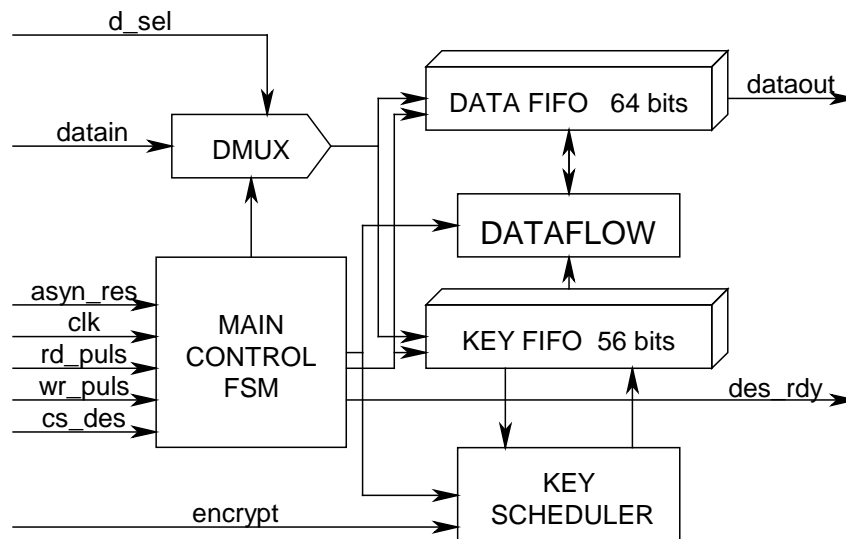 d_sel
DATA FIFO 64 bits
dataout
datain
DMUX
DATAFLOW
asyn_res
clk
rd_puls
wr_puls
cs_des
MAIN
CONTROL
FSM
KEY FIFO 56 bits
des_rdy
KEY
SCHEDULER
encrypt